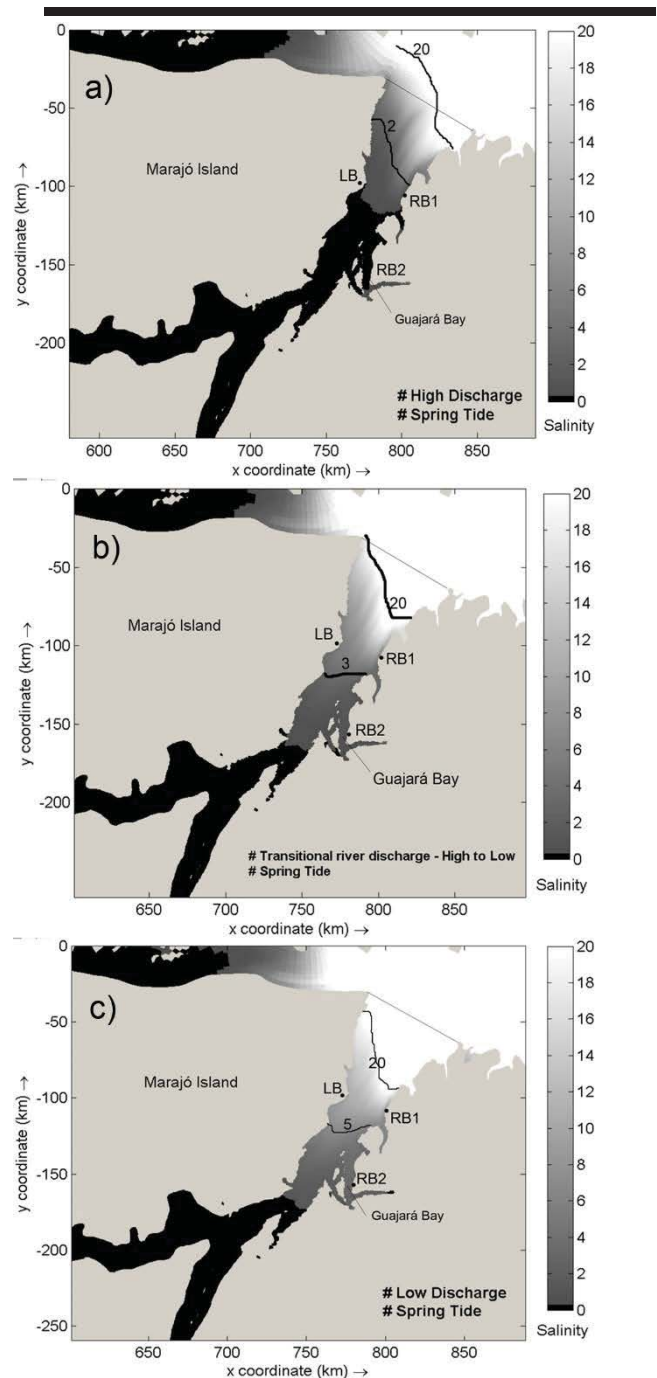 a)
20
2
Marajó Island
LB
RB1
RB2
Guajará Bay
# High Discharge
# Spring Tide
0
-50
-100
-150
-200
y coordinate (km) →
600 650 700 750 800 850
x coordinate (km) →
20
18
16
14
12
10
8
6
4
2
0
Salinity
b)
20
3
Marajó Island
LB
RB1
RB2
Guajará Bay
# Transitional river discharge - High to Low
# Spring Tide
0
-50
-100
-150
-200
y coordinate (km) →
650 700 750 800 850
x coordinate (km) →
20
18
16
14
12
10
8
6
4
2
0
Salinity
c)
20
5
Marajó Island
LB
RB1
RB2
Guajará Bay
# Low Discharge
# Spring Tide
0
-50
-100
-150
-200
-250
y coordinate (km) →
650 700 750 800 850
x coordinate (km) →
20
18
16
14
12
10
8
6
4
2
0
Salinity